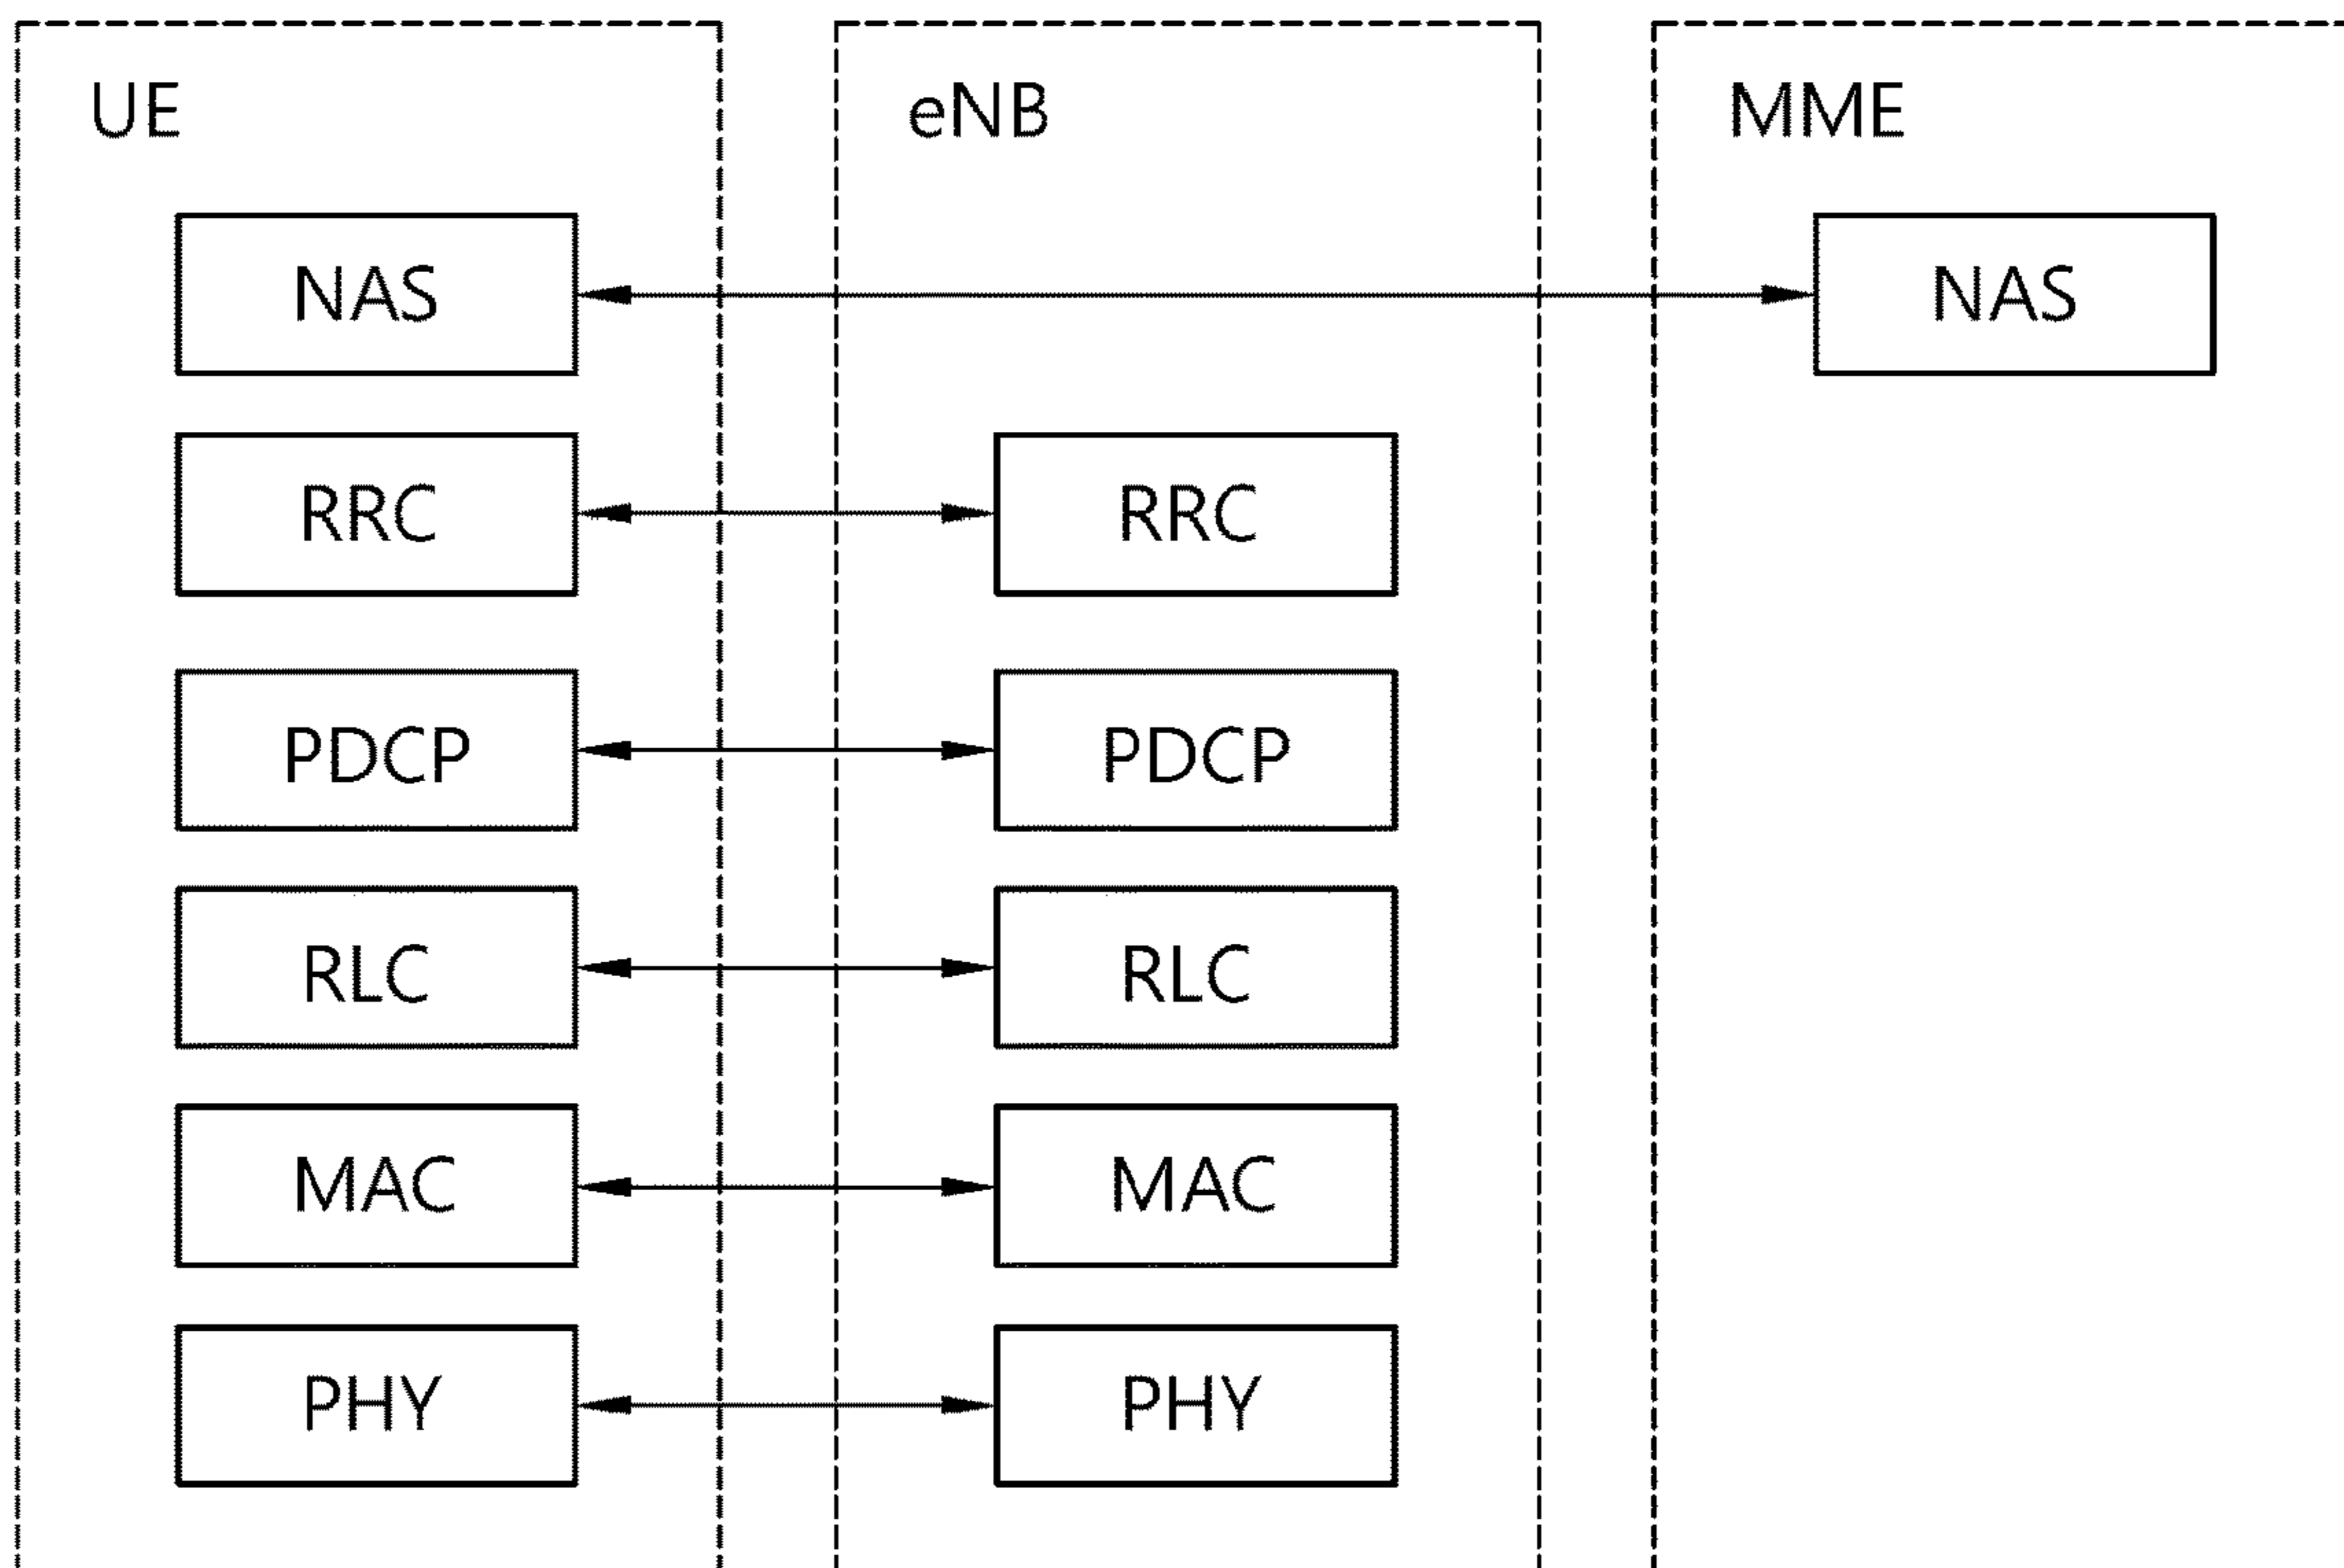 UE eNB MME
NAS NAS
RRC RRC
PDCP PDCP
RLC RLC
MAC MAC
PHY PHY